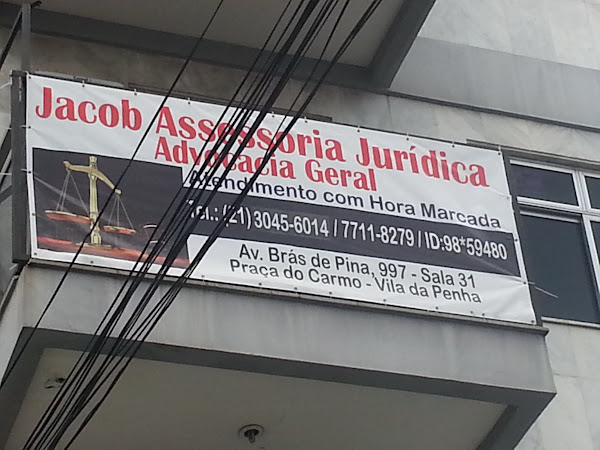 Jacob Assessoria Jurídica
Advocacia Geral
Atendimento com Hora Marcada
Tel.: (21) 3045-6014 / 7711-8279 / ID:98*59480
Av. Brás de Pina, 997 - Sala 31
Praça do Carmo - Vila da Penha